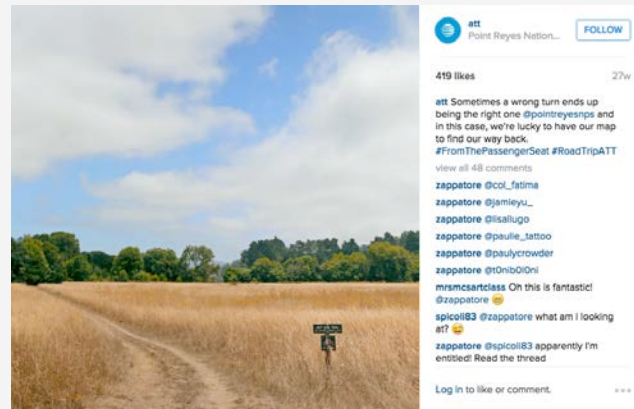 att
Point Reyes Nation...
FOLLOW
419 likes
27w
att Sometimes a wrong turn ends up
being the right one @pointreyesnps and
in this case, we're lucky to have our map
to find our way back.
#FromThePassengerSeat #RoadTripATT
view all 48 comments
zappatore @col_fatima
zappatore @jamieyu_
zappatore @lisallugo
zappatore @paulie_tattoo
zappatore @paulycrowder
zappatore @t0nib0l0ni
mrsmcsartclass Oh this is fantastic!
@zappatore 😁
spicoli83 @zappatore what am i looking
at? 😅
zappatore @spicoli83 apparently I'm
entitled! Read the thread
Log in to like or comment.